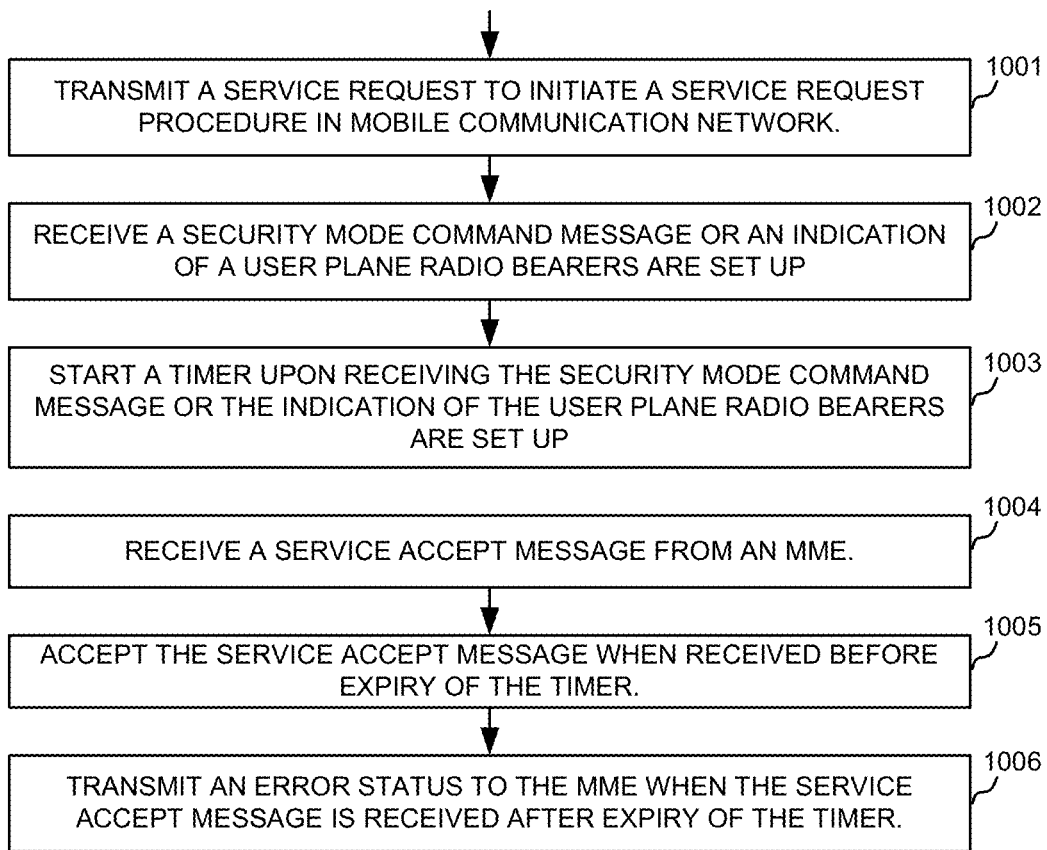 1001
TRANSMIT A SERVICE REQUEST TO INITIATE A SERVICE REQUEST
PROCEDURE IN MOBILE COMMUNICATION NETWORK.
1002
RECEIVE A SECURITY MODE COMMAND MESSAGE OR AN INDICATION
OF A USER PLANE RADIO BEARERS ARE SET UP
1003
START A TIMER UPON RECEIVING THE SECURITY MODE COMMAND
MESSAGE OR THE INDICATION OF THE USER PLANE RADIO BEARERS
ARE SET UP
1004
RECEIVE A SERVICE ACCEPT MESSAGE FROM AN MME.
1005
ACCEPT THE SERVICE ACCEPT MESSAGE WHEN RECEIVED BEFORE
EXPIRY OF THE TIMER.
1006
TRANSMIT AN ERROR STATUS TO THE MME WHEN THE SERVICE
ACCEPT MESSAGE IS RECEIVED AFTER EXPIRY OF THE TIMER.